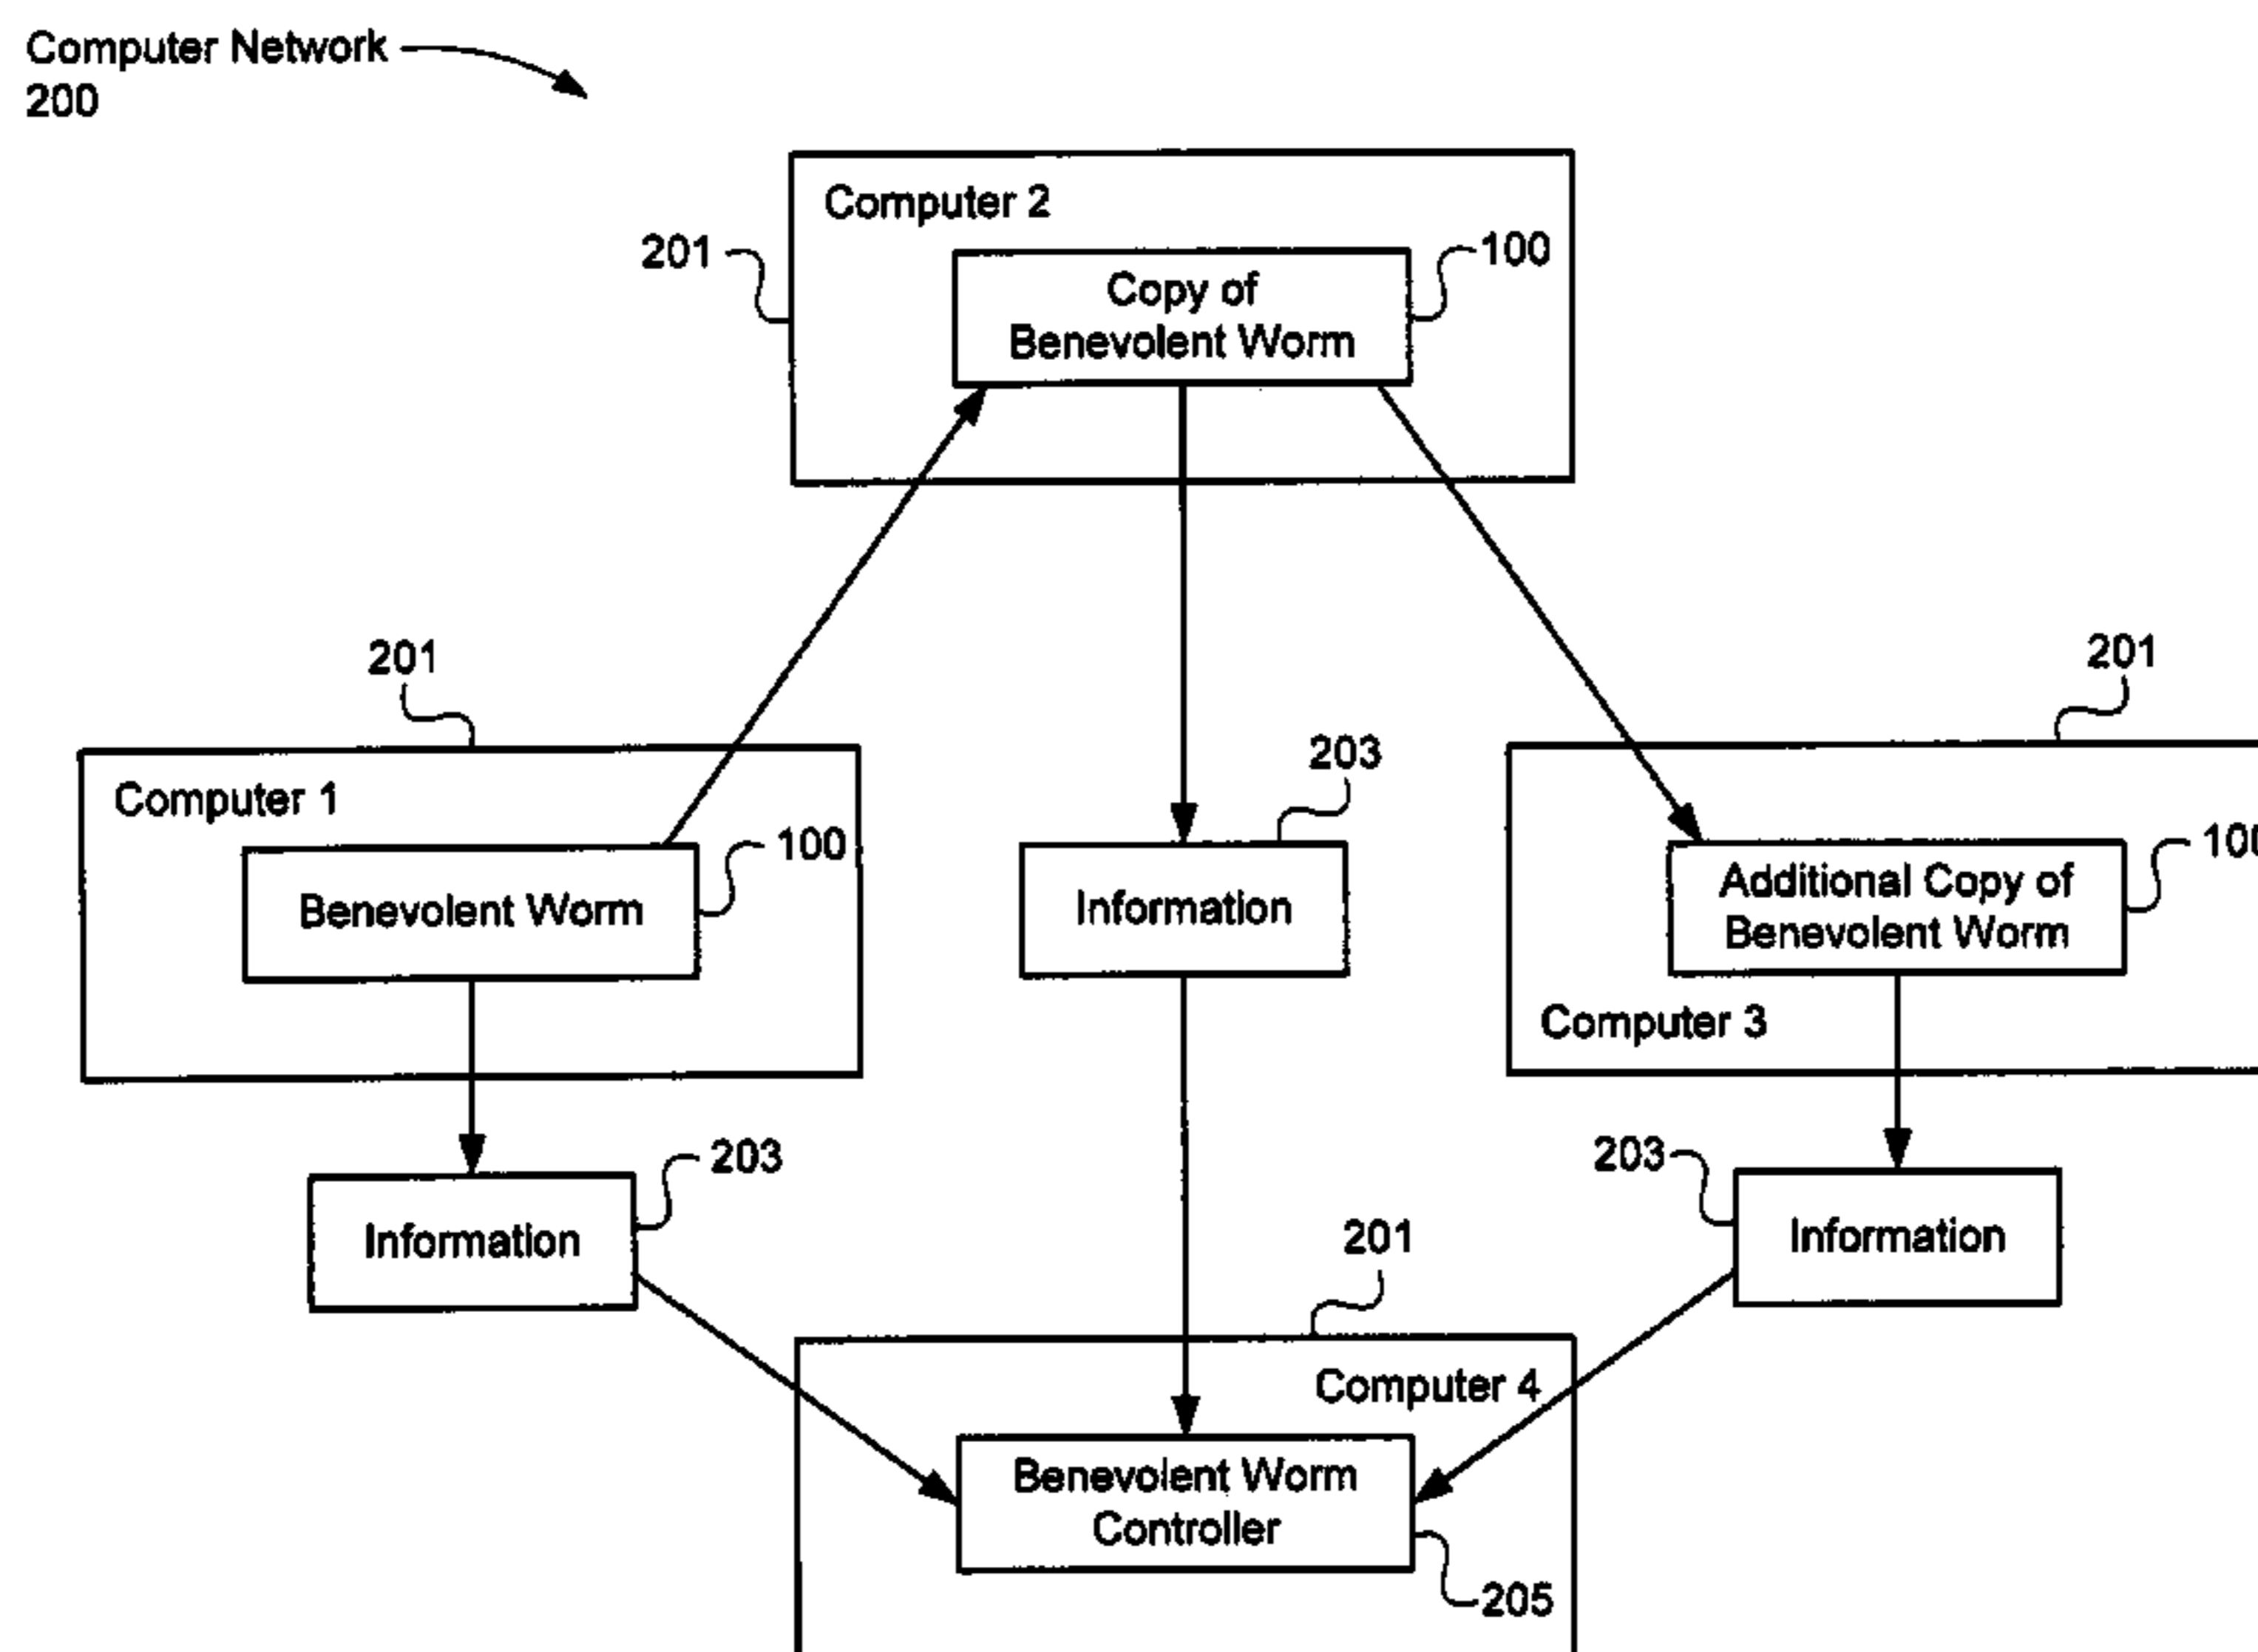 Computer Network
200
Computer 2
201
100
Copy of
Benevolent Worm
201
201
203
Computer 1
100
Benevolent Worm
Information
100
Additional Copy of
Benevolent Worm
Computer 3
203
203
Information
Information
201
Computer 4
Benevolent Worm
Controller
205